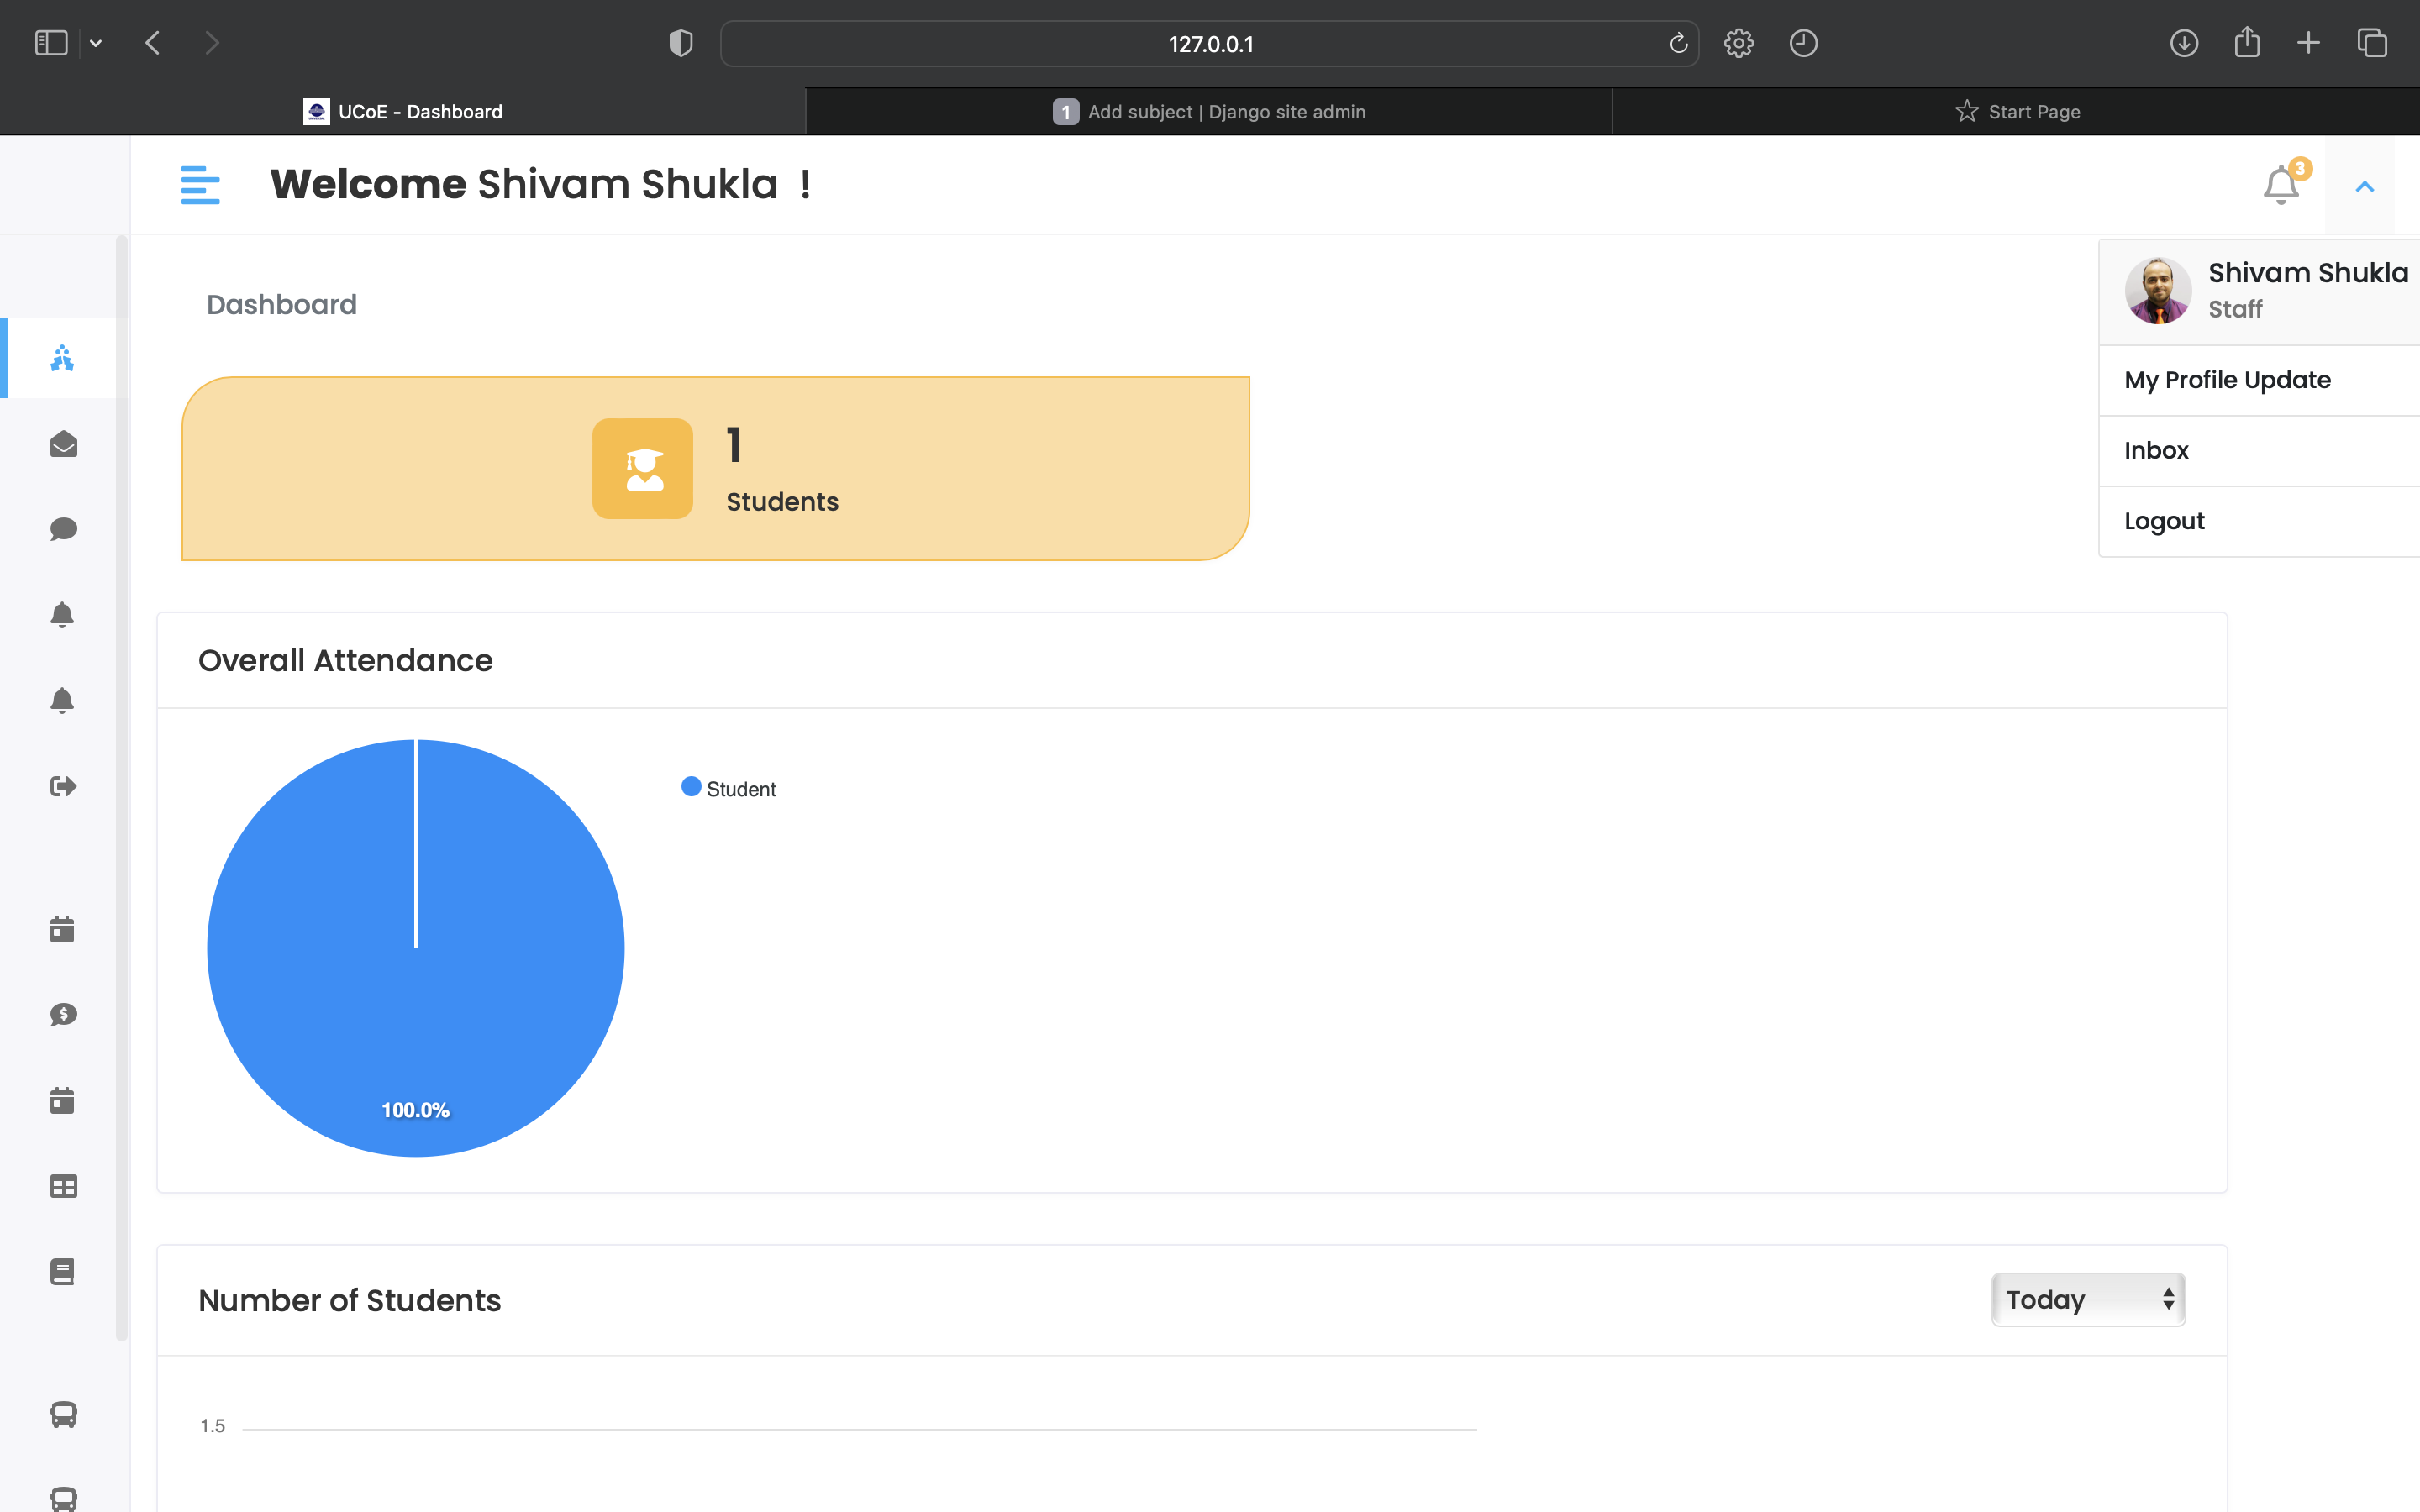 127.0.0.1
UCoE - Dashboard
1 Add subject | Django site admin
Start Page
Welcome Shivam Shukla !
3
Shivam Shukla
Staff
My Profile Update
Inbox
Logout
Dashboard
1
Students
Overall Attendance
Student
100.0%
Number of Students
Today
1.5